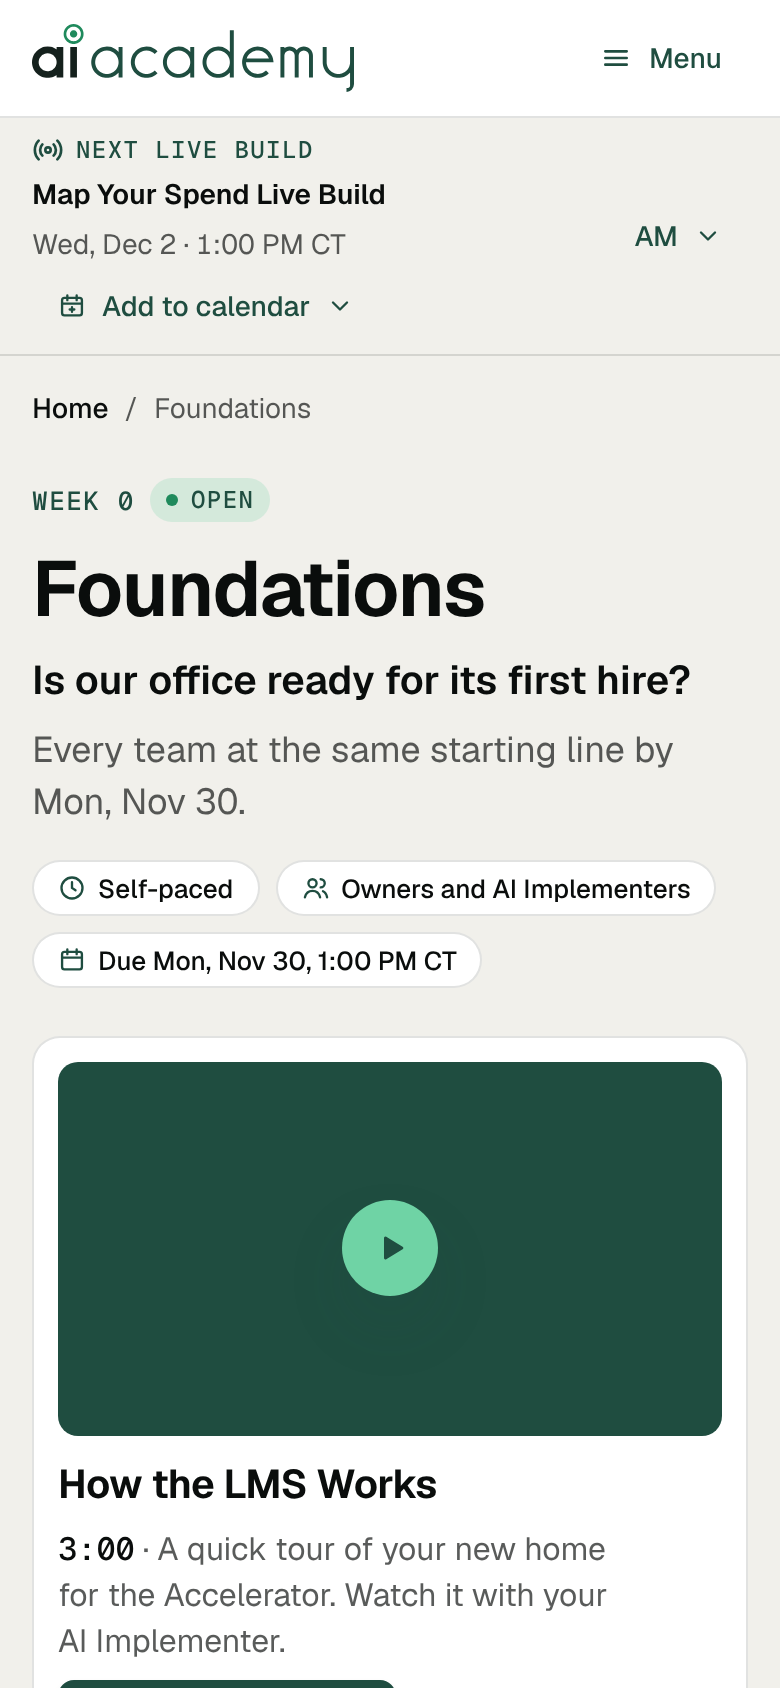 ai academy
Menu
NEXT LIVE BUILD
Map Your Spend Live Build
Wed, Dec 2 · 1:00 PM CT
AM
Add to calendar
Home / Foundations
WEEK 0
OPEN
Foundations
Is our office ready for its first hire?
Every team at the same starting line by
Mon, Nov 30.
Self-paced
Owners and AI Implementers
Due Mon, Nov 30, 1:00 PM CT
How the LMS Works
3:00 · A quick tour of your new home
for the Accelerator. Watch it with your
AI Implementer.